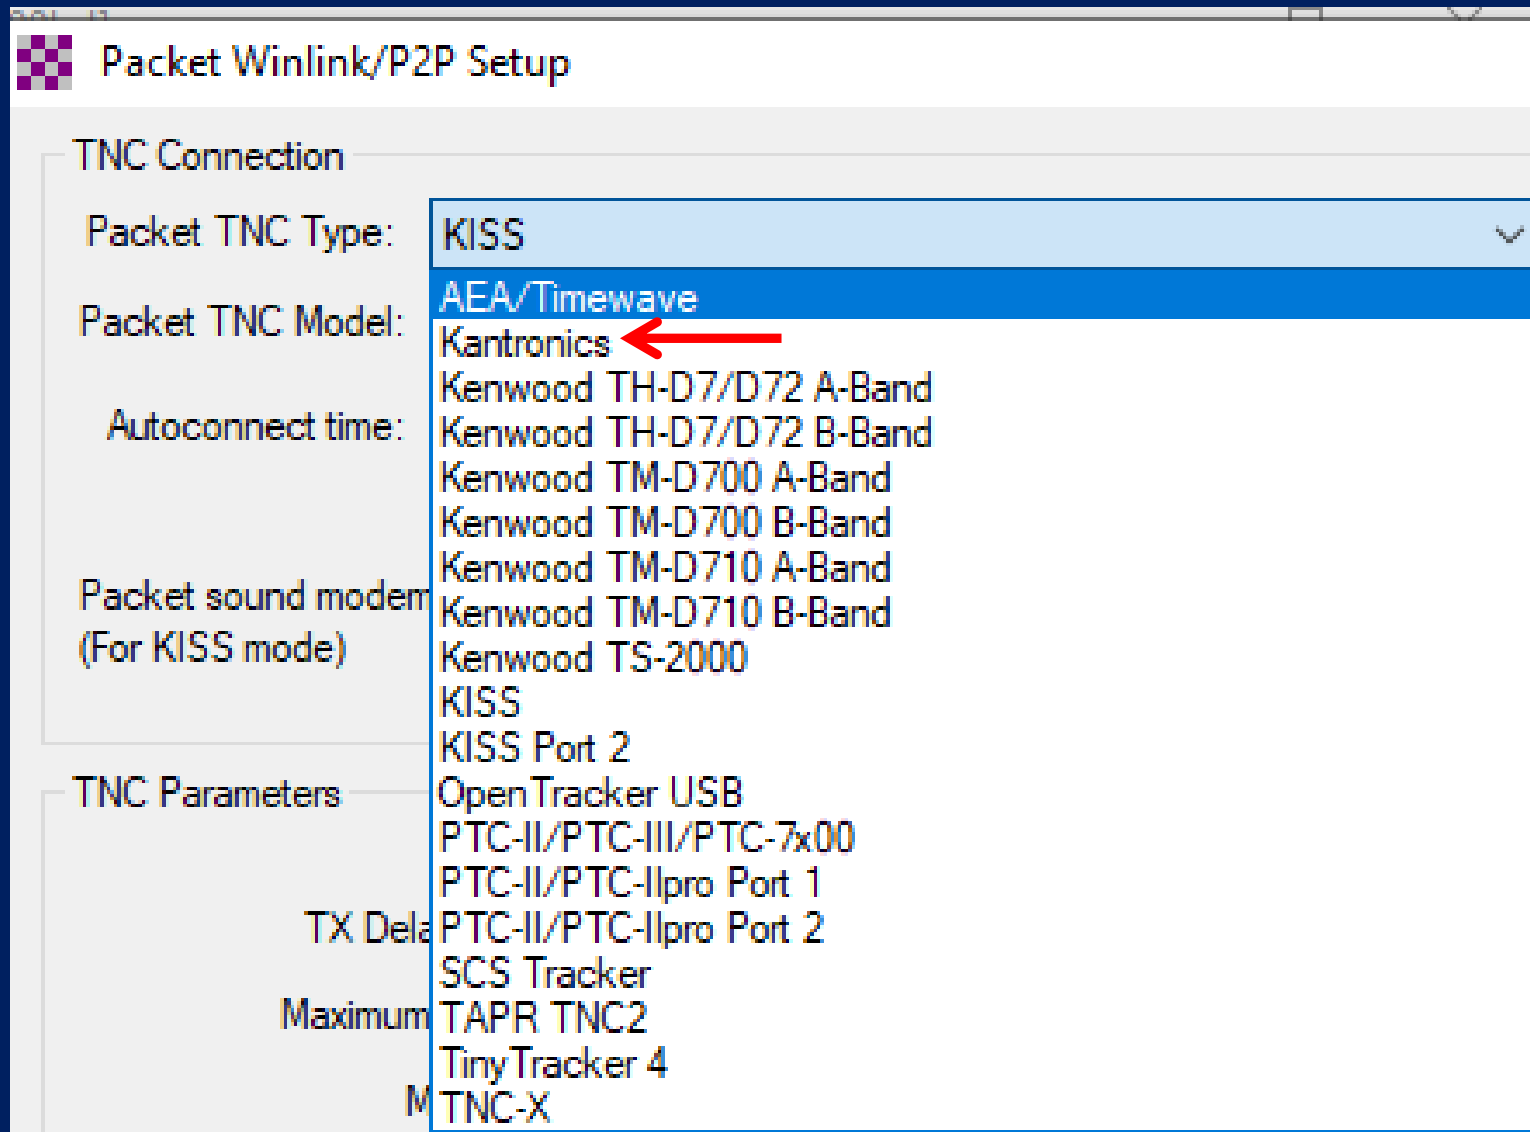 Packet Winlink/P2P Setup
TNC Connection
Packet TNC Type: KISS
AEA/Timewave
Packet TNC Model:
Kantronics
Kenwood TH-D7/D72 A-Band
Autoconnect time:
Kenwood TH-D7/D72 B-Band
Kenwood TM-D700 A-Band
Kenwood TM-D700 B-Band
Kenwood TM-D710 A-Band
Packet sound modem
Kenwood TM-D710 B-Band
(For KISS mode)
Kenwood TS-2000
KISS
KISS Port 2
TNC Parameters
OpenTracker USB
PTC-II/PTC-III/PTC-7x00
PTC-II/PTC-IIpro Port 1
TX Dela
PTC-II/PTC-IIpro Port 2
SCS Tracker
Maximum
TAPR TNC2
TinyTracker 4
M
TNC-X